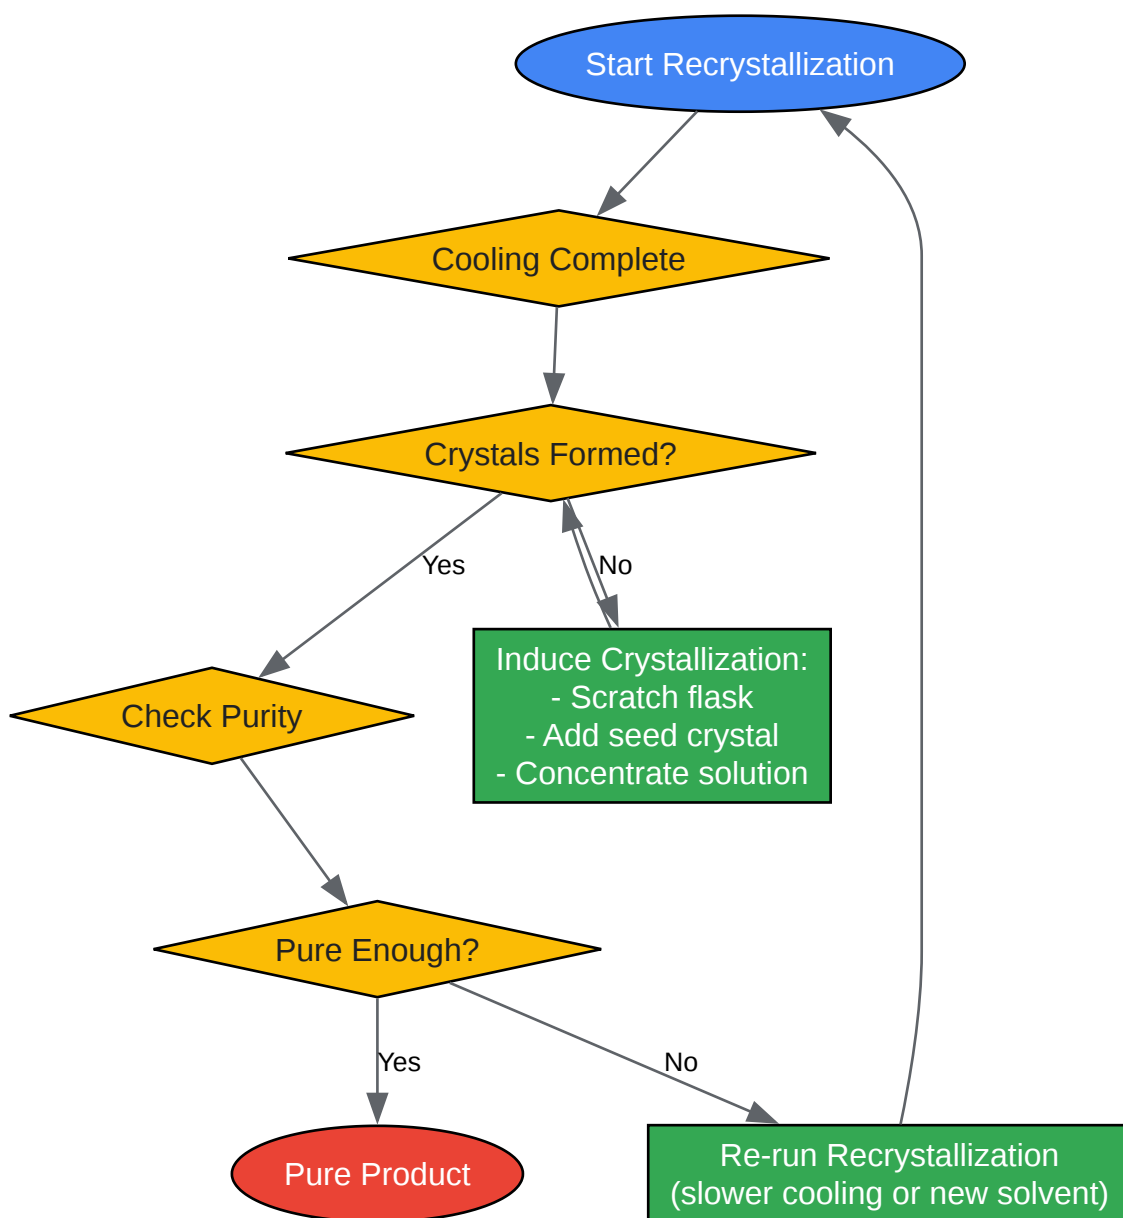 Start Recrystallization
Cooling Complete
Crystals Formed?
Yes
No
Induce Crystallization:
- Scratch flask
- Add seed crystal
- Concentrate solution
Check Purity
Pure Enough?
Yes
No
Pure Product
Re-run Recrystallization
(slower cooling or new solvent)